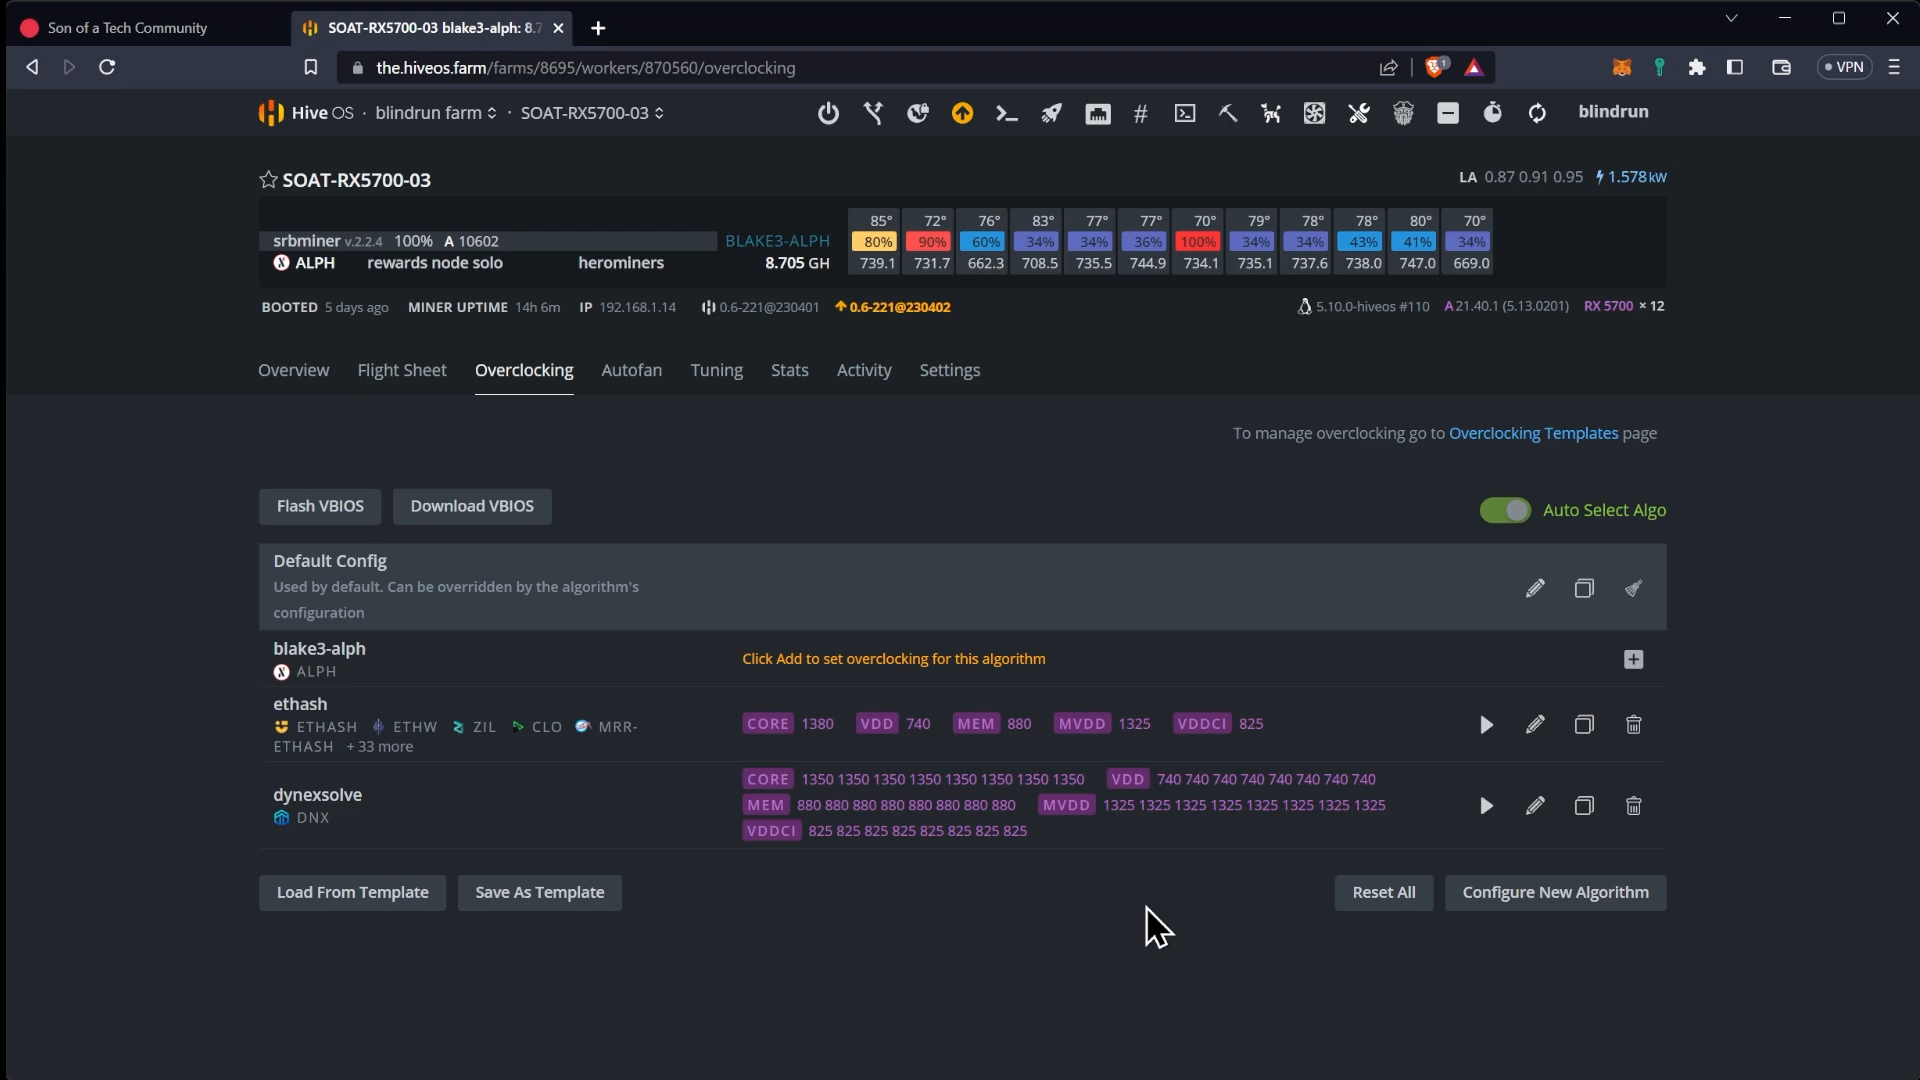 Son of a Tech Community
SOAT-RX5700-03 blake3-alph: 8.7
the.hiveos.farm/farms/8695/workers/870560/overclocking
1
VPN
Hive OS · blindrun farm · SOAT-RX5700-03
blindrun
SOAT-RX5700-03
LA 0.87 0.91 0.95 1.578 kW
85° 72° 76° 83° 77° 77° 70° 79° 78° 78° 80° 70°
srbminer v.2.2.4 100% A 10602 BLAKE3-ALPH 80% 90% 60% 34% 34% 36% 100% 34% 34% 43% 41% 34%
ALPH rewards node solo herominers 8.705 GH 739.1 731.7 662.3 708.5 735.5 744.9 734.1 735.1 737.6 738.0 747.0 669.0
BOOTED 5 days ago MINER UPTIME 14h 6m IP 192.168.1.14 0.6-221@230401 0.6-221@230402 5.10.0-hiveos #110 A 21.40.1 (5.13.0201) RX 5700 × 12
Overview Flight Sheet Overclocking Autofan Tuning Stats Activity Settings
To manage overclocking go to Overclocking Templates page
Flash VBIOS Download VBIOS Auto Select Algo
Default Config
Used by default. Can be overridden by the algorithm's
configuration
blake3-alph
ALPH
Click Add to set overclocking for this algorithm
ethash
ETHASH ETHW ZIL CLO MRR-
ETHASH + 33 more
CORE 1380 VDD 740 MEM 880 MVDD 1325 VDDCI 825
dynexsolve
DNX
CORE 1350 1350 1350 1350 1350 1350 1350 1350 VDD 740 740 740 740 740 740 740 740
MEM 880 880 880 880 880 880 880 880 MVDD 1325 1325 1325 1325 1325 1325 1325 1325
VDDCI 825 825 825 825 825 825 825 825
Load From Template Save As Template Reset All Configure New Algorithm